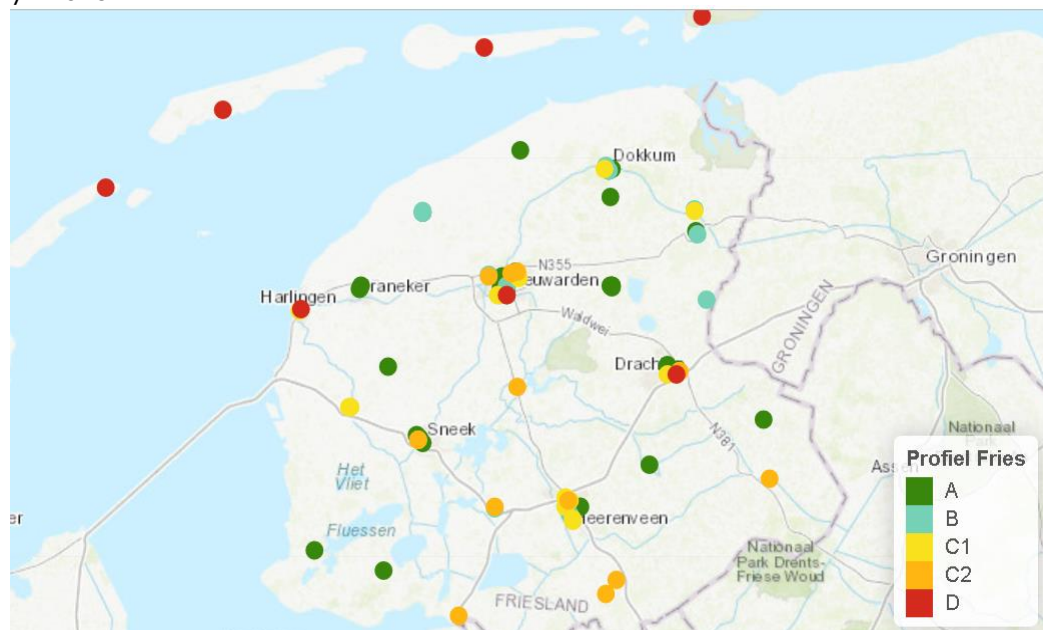 Dokkum
Groningen
N355
euwarden
raneker
Harlingen
GRONINGEN
Waldwei
Drach
N381
Sneek
Nationaal
Park
Ass
Het
Vliet
Fluessen
er
eerenveen
Nationaal
Park Drents-
Friese Woud
FRIESLAND
Profiel Fries
A
B
C1
C2
D